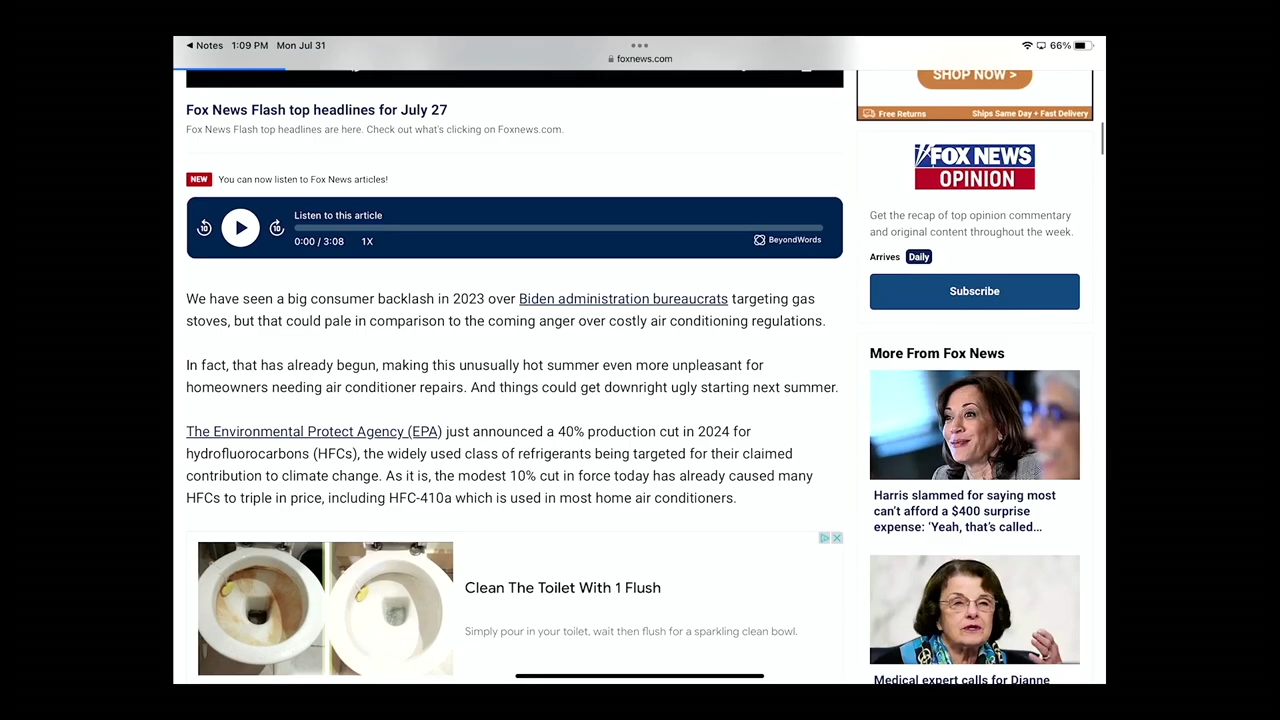 Notes 1:09 PM Mon Jul 31
66%
foxnews.com
SHOP NOW >
Free Returns Ships Same Day + Fast Delivery
Fox News Flash top headlines for July 27
Fox News Flash top headlines are here. Check out what's clicking on Foxnews.com.
NEW You can now listen to Fox News articles!
10
10
Listen to this article
0:00 / 3:08 1X
BeyondWords
We have seen a big consumer backlash in 2023 over Biden administration bureaucrats targeting gas
stoves, but that could pale in comparison to the coming anger over costly air conditioning regulations.
In fact, that has already begun, making this unusually hot summer even more unpleasant for
homeowners needing air conditioner repairs. And things could get downright ugly starting next summer.
The Environmental Protect Agency (EPA) just announced a 40% production cut in 2024 for
hydrofluorocarbons (HFCs), the widely used class of refrigerants being targeted for their claimed
contribution to climate change. As it is, the modest 10% cut in force today has already caused many
HFCs to triple in price, including HFC-410a which is used in most home air conditioners.
Clean The Toilet With 1 Flush
Simply pour in your toilet, wait then flush for a sparkling clean bowl.
FOX NEWS
OPINION
Get the recap of top opinion commentary
and original content throughout the week.
Arrives Daily
Subscribe
More From Fox News
Harris slammed for saying most
can't afford a $400 surprise
expense: 'Yeah, that's called...
Medical expert calls for Dianne